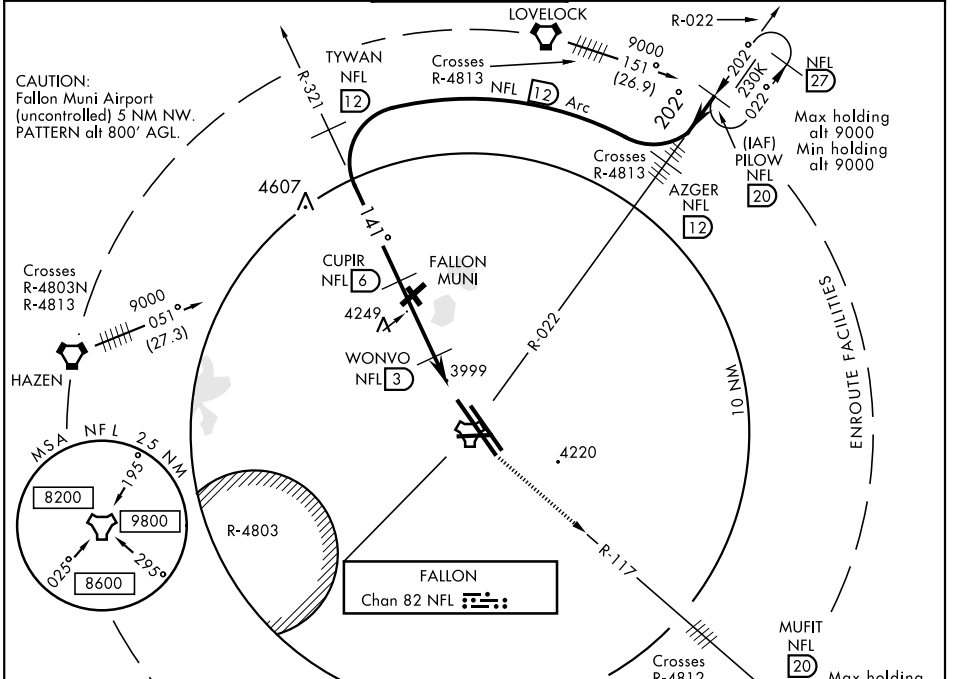 LOVELOCK
R-022
TYWAN
NFL
12
R-321
Crosses
R-4813
9000
151°
(26.9)
NFL 12 Arc
202°
202°
230K
022°
NFL
27
CAUTION:
Fallon Muni Airport
(uncontrolled) 5 NM NW.
PATTERN alt 800' AGL.
Max holding
alt 9000
Min holding
alt 9000
(IAF)
PILOW
NFL
20
Crosses
R-4813
AZGER
NFL
12
4607
141°
CUPIR
NFL 6
FALLON
MUNI
4249
Crosses
R-4803N
R-4813
9000
051°
(27.3)
HAZEN
WONVO
NFL 3
3999
R-022
10 NM
ENROUTE FACILITIES
MSA NFL 25 NM
195°
8200
9800
025°
295°
8600
4220
R-4803
R-117
FALLON
Chan 82 NFL
MUFIT
NFL
20
Crosses
R-4812
Max holding